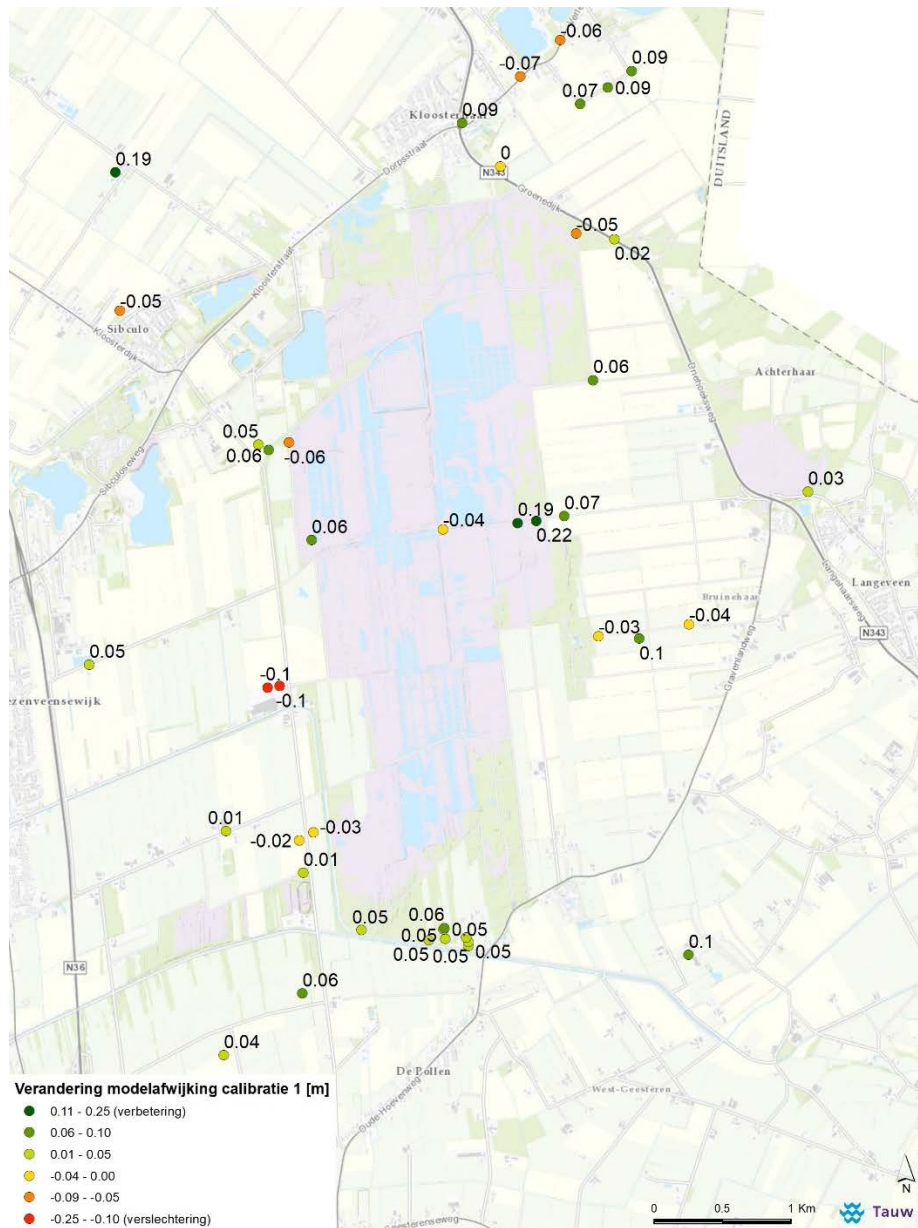 -0.06
-0.07
0.09
0.07
0.09
0.09
Kloosterhaar
DUITSLAND
0.19
0
Dorpsstraat
N343
Groenedijk
-0.05
0.02
Kloosterstraat
-0.05
Sibculo
Kloosterdijk
0.06
Driehoeksweg
Achterhaar
0.05
0.06
-0.06
Sibculoseweg
0.03
0.19
0.07
-0.04
0.22
0.06
Langeveen
Bruinehaar
Langehaarsweg
-0.03
-0.04
N343
0.1
0.05
Gravenlandweg
-0.1
-0.1
ezenveensewijk
0.01
-0.03
-0.02
0.01
0.05
0.06
0.05
0.05
0.05
0.05
0.05
0.1
N36
0.06
0.04
De Pollen
West-Geesteren
Oude Hoevenweg
Verandering modelafwijking calibratie 1 [m]
0.11 - 0.25 (verbetering)
0.06 - 0.10
0.01 - 0.05
-0.04 - 0.00
-0.09 - -0.05
-0.25 - -0.10 (verslechtering)
Geesterenseweg
0 0.5 1 Km
N
Tauw